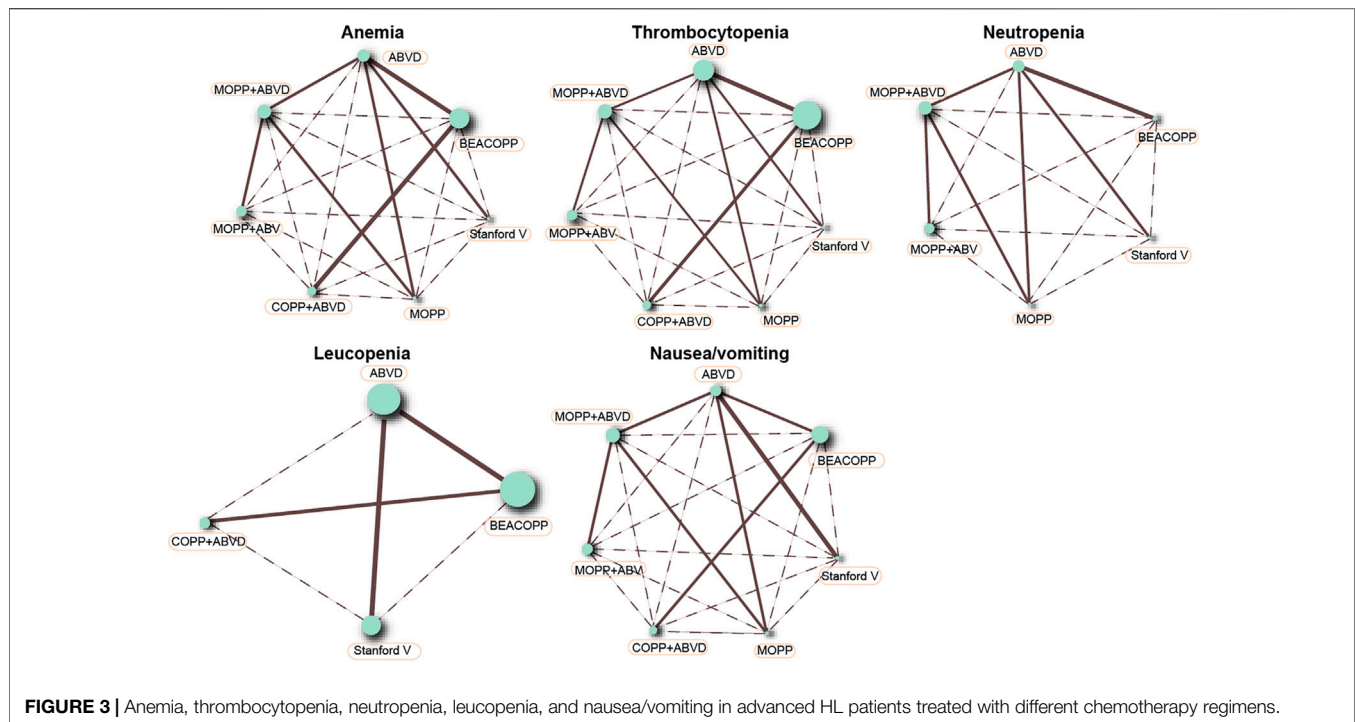 Anemia
ABVD
MOPP+ABVD
BEACOPP
MOPP+ABV
Stanford V
COPP+ABVD
MOPP
Thrombocytopenia
ABVD
MOPP+ABVD
BEACOPP
MOPP+ABV
Stanford V
COPP+ABVD
MOPP
Neutropenia
ABVD
MOPP+ABVD
BEACOPP
MOPP+ABV
Stanford V
MOPP
Leucopenia
ABVD
BEACOPP
COPP+ABVD
Stanford V
Nausea/vomiting
ABVD
MOPP+ABVD
BEACOPP
MOPP+ABV
Stanford V
COPP+ABVD
MOPP
FIGURE 3 | Anemia, thrombocytopenia, neutropenia, leucopenia, and nausea/vomiting in advanced HL patients treated with different chemotherapy regimens.